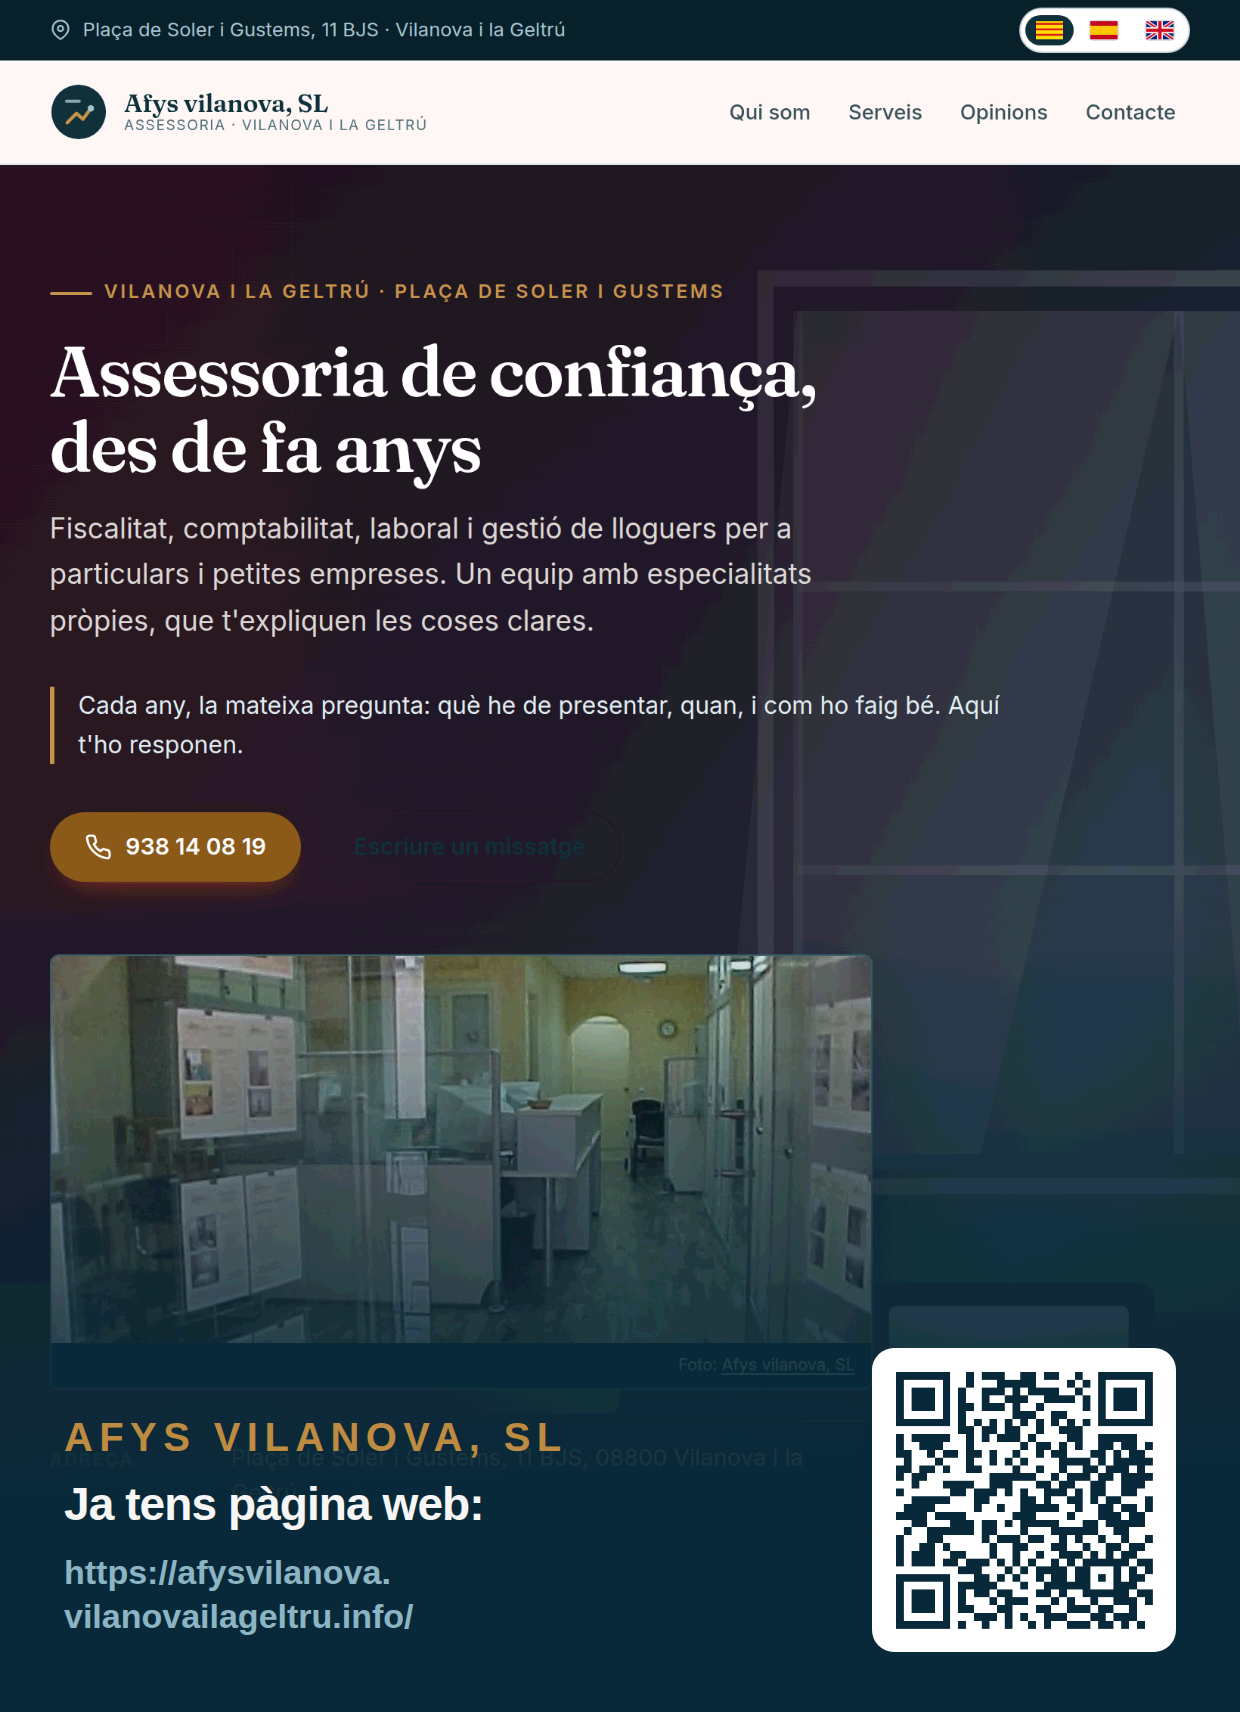 Plaça de Soler i Gustems, 11 BJS · Vilanova i la Geltrú
Afys vilanova, SL
ASSESSORIA · VILANOVA I LA GELTRÚ
Qui som
Serveis
Opinions
Contacte
VILANOVA I LA GELTRÚ · PLAÇA DE SOLER I GUSTEMS
Assessoria de confiança,
des de fa anys
Fiscalitat, comptabilitat, laboral i gestió de lloguers per a
particulars i petites empreses. Un equip amb especialitats
pròpies, que t'expliquen les coses clares.
Cada any, la mateixa pregunta: què he de presentar, quan, i com ho faig bé. Aquí
t'ho responen.
938 14 08 19
Escriure un missatge
Foto: Afys vilanova, SL
AFYS VILANOVA, SL
ADREÇA
Plaça de Soler i Gustems, 11 BJS, 08800 Vilanova i la
Ja tens pàgina web:
https://afysvilanova.
vilanovailageltru.info/